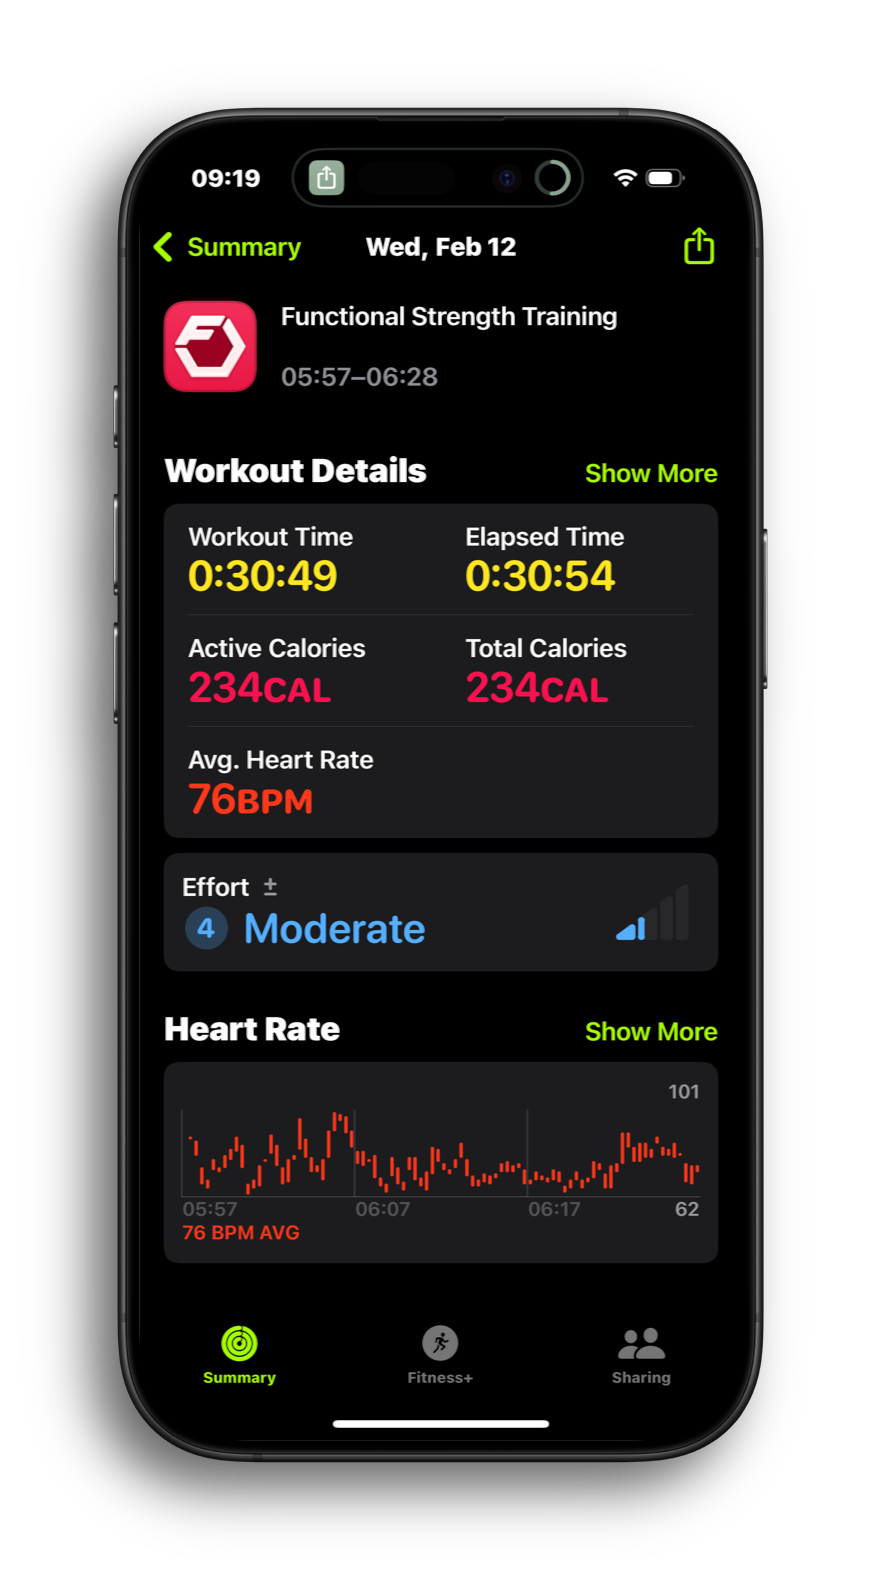 09:19
Summary
Wed, Feb 12
Functional Strength Training
05:57–06:28
Workout Details
Show More
Workout Time
Elapsed Time
0:30:49
0:30:54
Active Calories
Total Calories
234CAL
234CAL
Avg. Heart Rate
76BPM
Effort ±
4 Moderate
Heart Rate
Show More
101
05:57
06:07
06:17
62
76 BPM AVG
Summary
Fitness+
Sharing